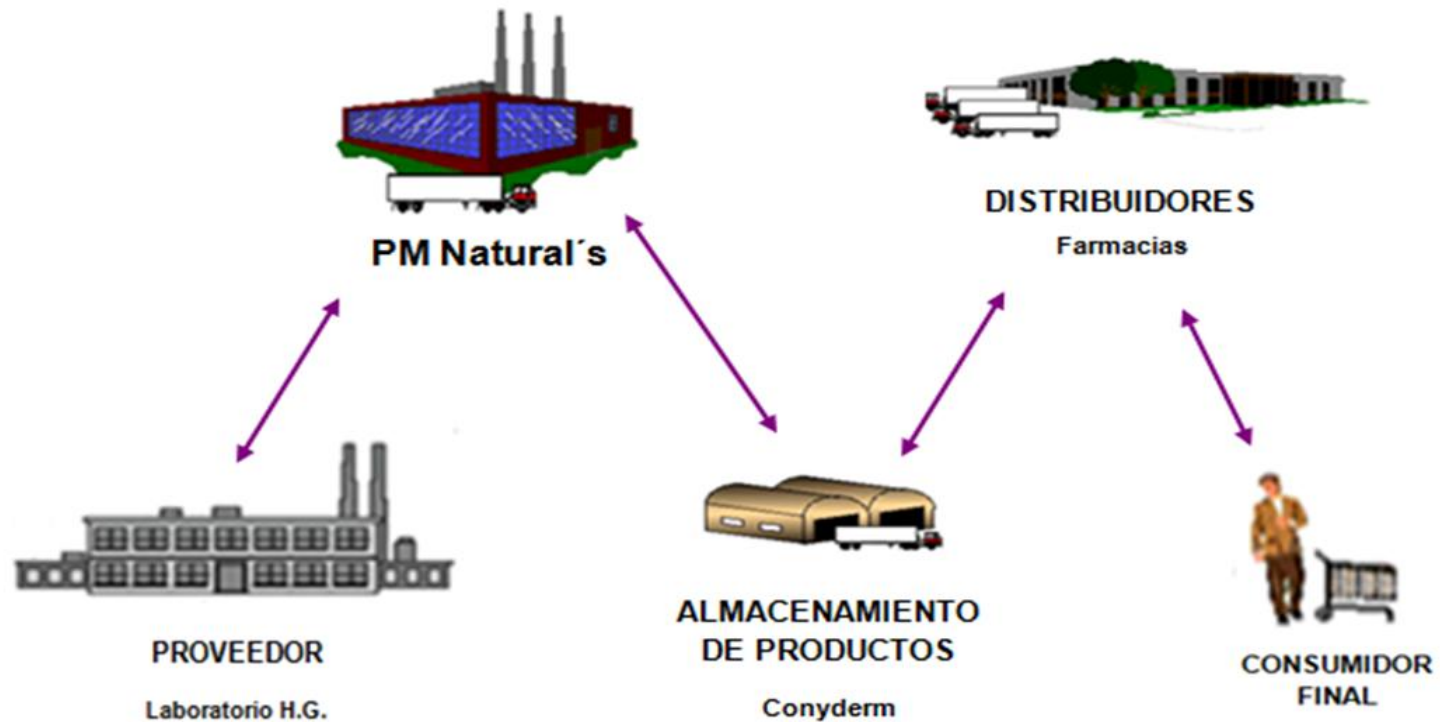 PM Natural´s
DISTRIBUIDORES
Farmacias
PROVEEDOR
Laboratorio H.G.
ALMACENAMIENTO
DE PRODUCTOS
Conyderm
CONSUMIDOR
FINAL